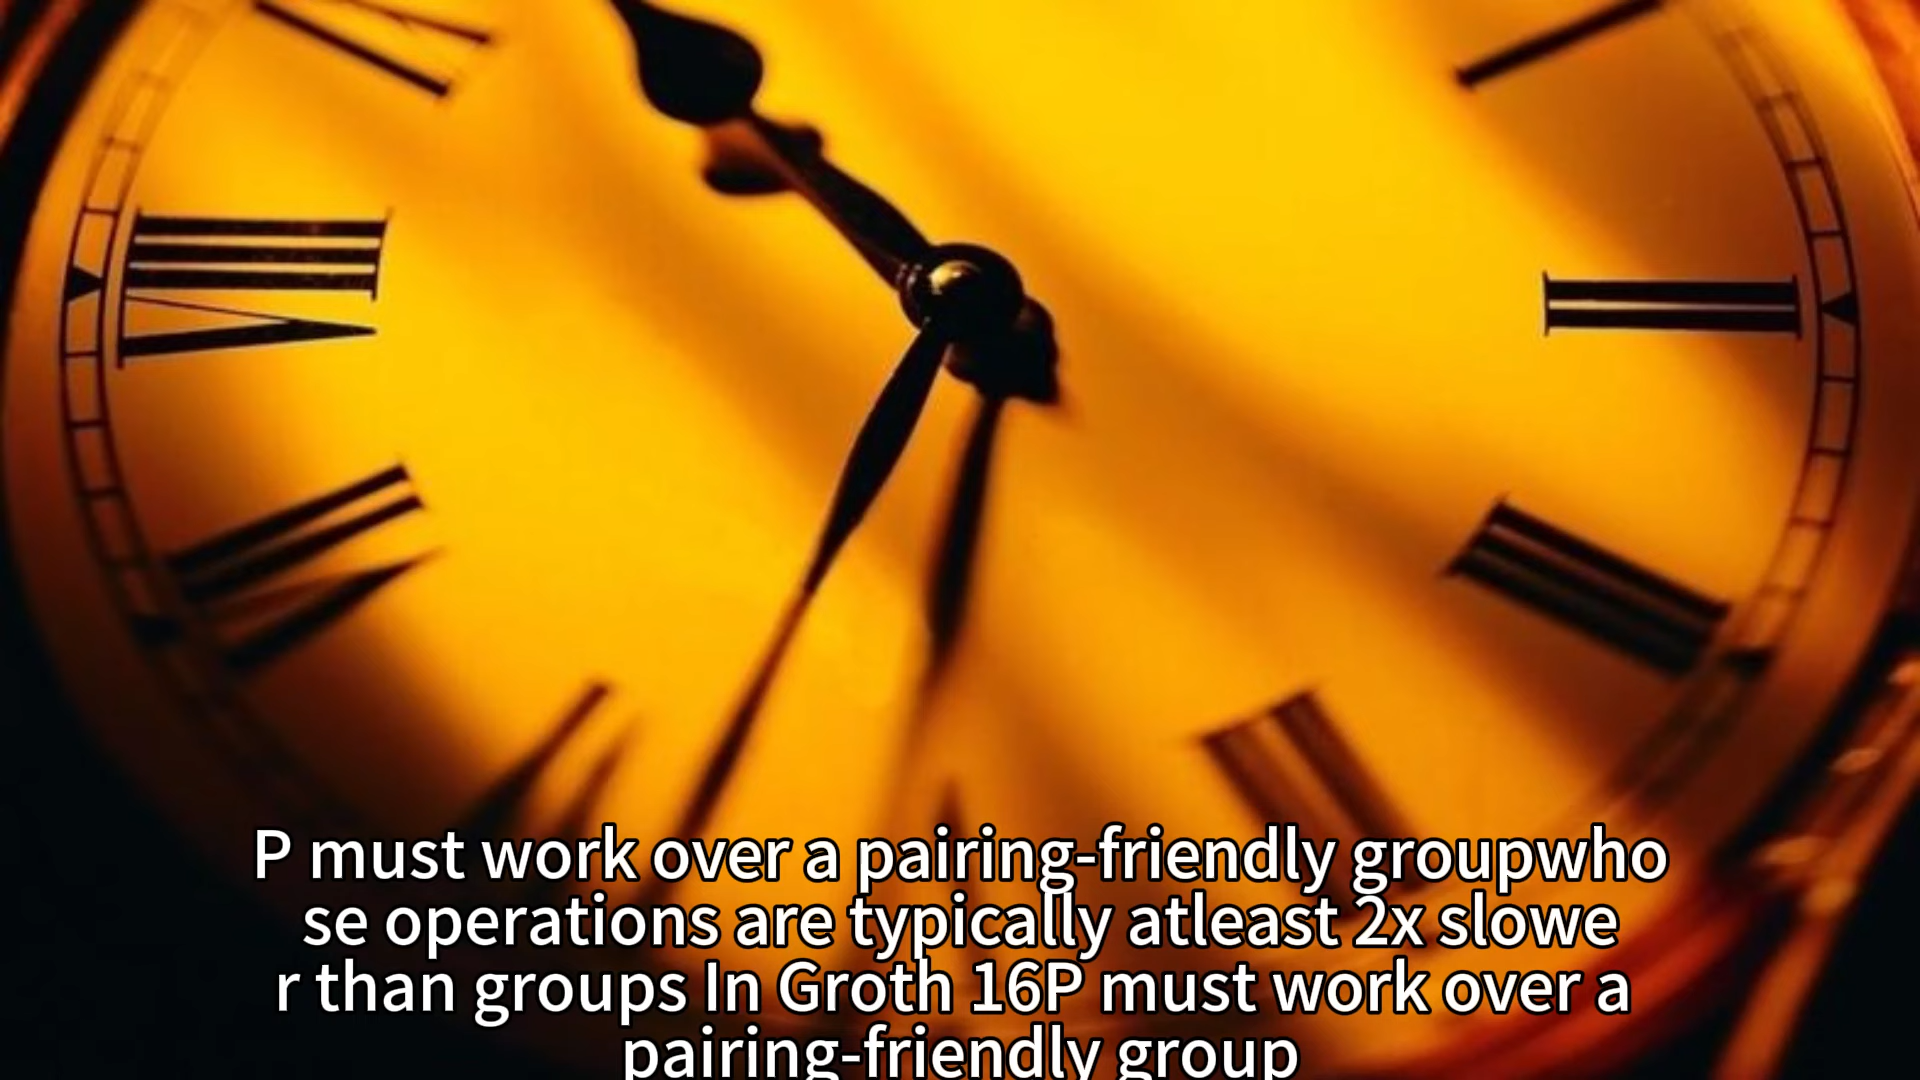 P must work over a pairing-friendly groupwho
se operations are typically atleast 2x slowe
r than groups In Groth 16P must work over a
pairing-friendly group